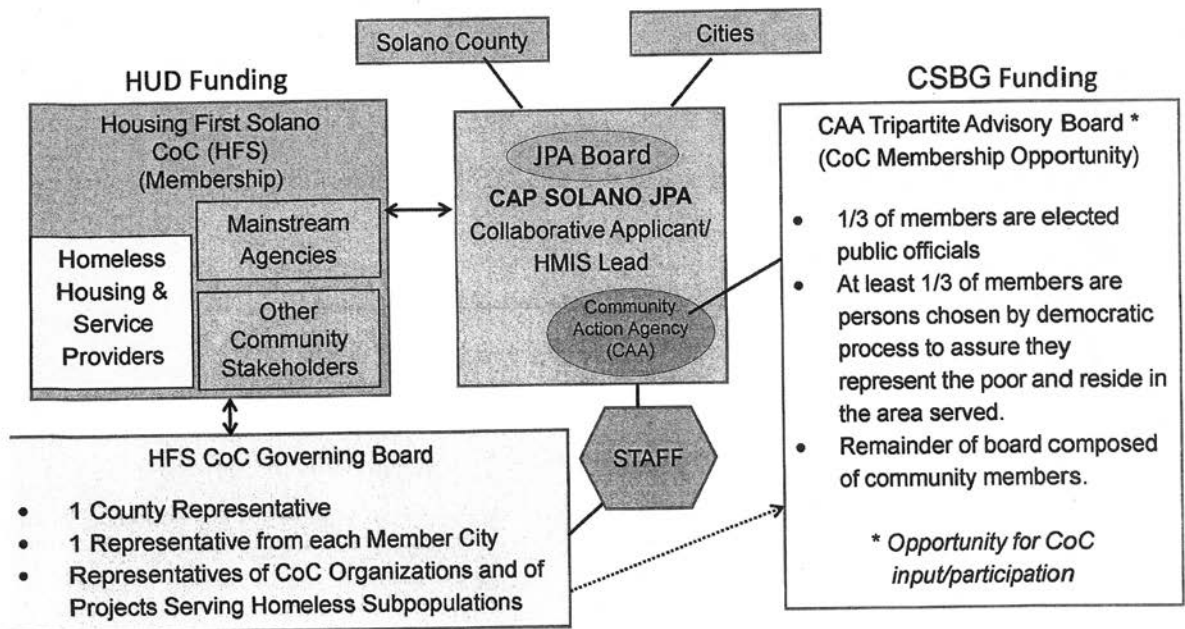 Solano County
Cities
HUD Funding
CSBG Funding
Housing First Solano
CoC (HFS)
(Membership)
Mainstream
Agencies
Homeless
Housing &
Service
Providers
Other
Community
Stakeholders
JPA Board
CAP SOLANO JPA
Collaborative Applicant/
HMIS Lead
Community
Action Agency
(CAA)
STAFF
CAA Tripartite Advisory Board *
(CoC Membership Opportunity)
• 1/3 of members are elected
public officials
• At least 1/3 of members are
persons chosen by democratic
process to assure they
represent the poor and reside in
the area served.
• Remainder of board composed
of community members.
* Opportunity for CoC
input/participation
HFS CoC Governing Board
• 1 County Representative
• 1 Representative from each Member City
• Representatives of CoC Organizations and of
Projects Serving Homeless Subpopulations